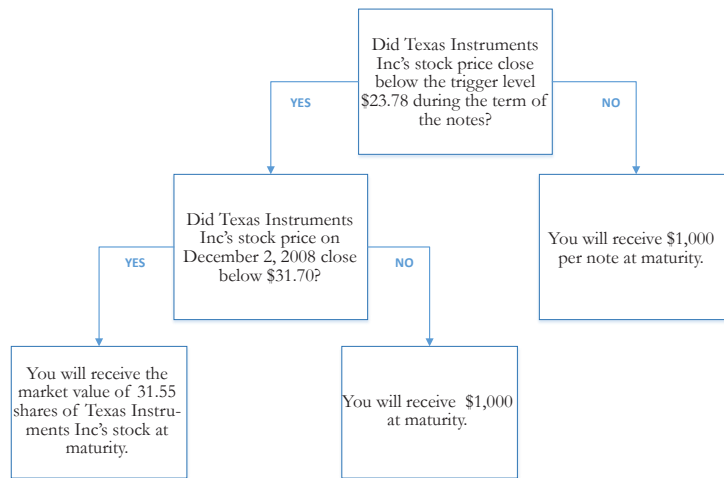 Did Texas Instruments
Inc’s stock price close
below the trigger level
$23.78 during the term of
the notes?
YES
NO
Did Texas Instruments
Inc’s stock price on
December 2, 2008 close
below $31.70?
You will receive $1,000
per note at maturity.
YES
NO
You will receive the
market value of 31.55
shares of Texas Instru-
ments Inc’s stock at
maturity.
You will receive $1,000
at maturity.